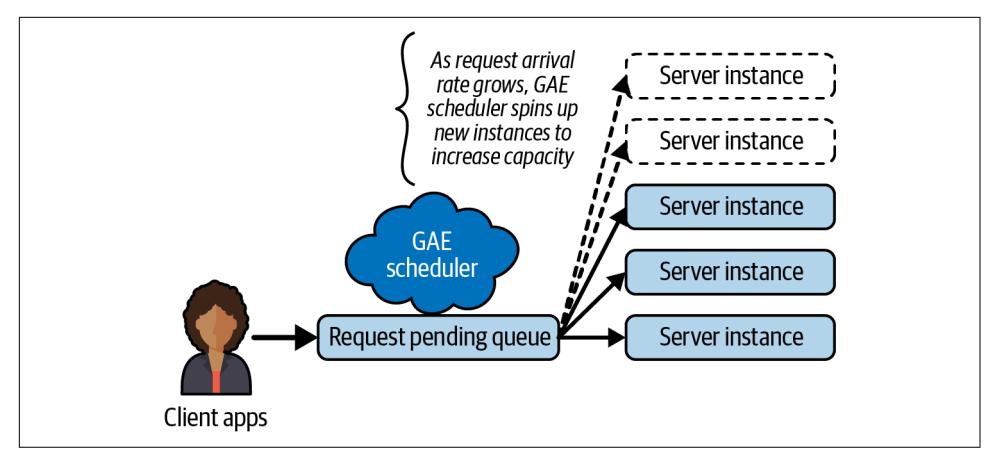 As request arrival
rate grows, GAE
scheduler spins up
new instances to
increase capacity
Server instance
Server instance
Server instance
Server instance
Server instance
GAE
scheduler
Request pending queue
Client apps